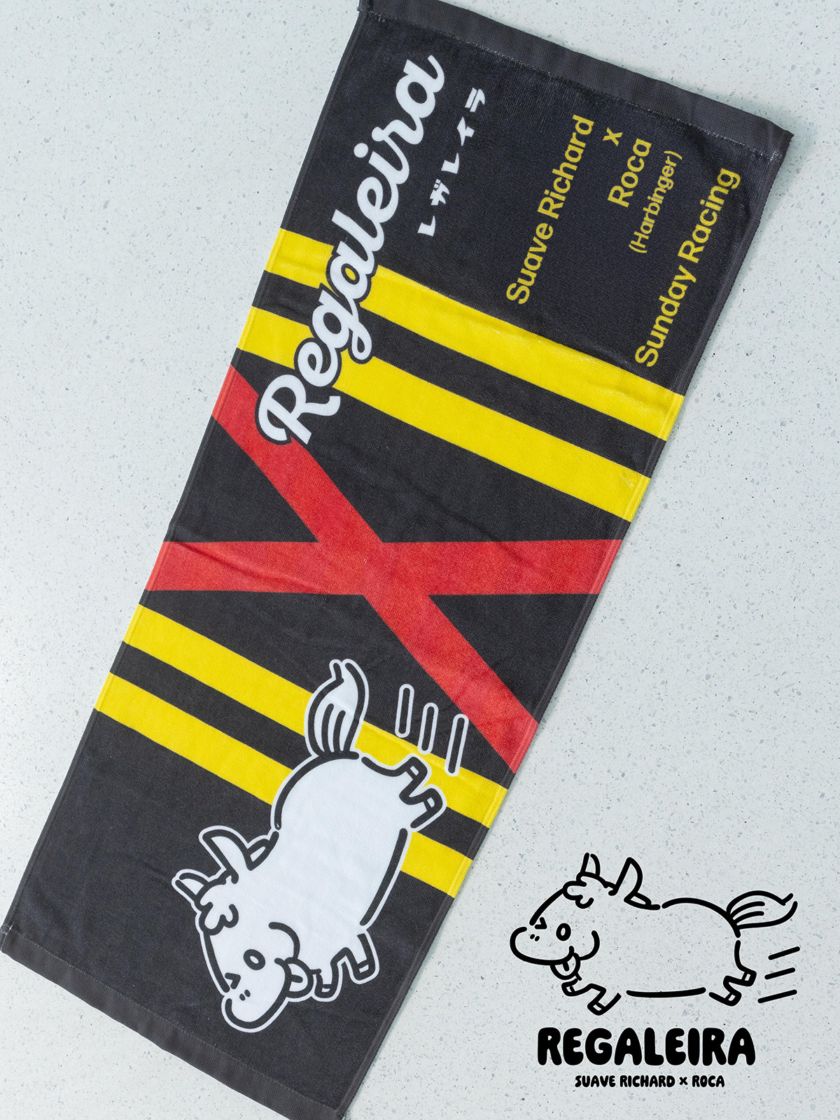 Regaleira
レガレイラ
Suave Richard
x
Roca
(Harbinger)
Sunday Racing
REGALEIRA
SUAVE RICHARD × ROCA